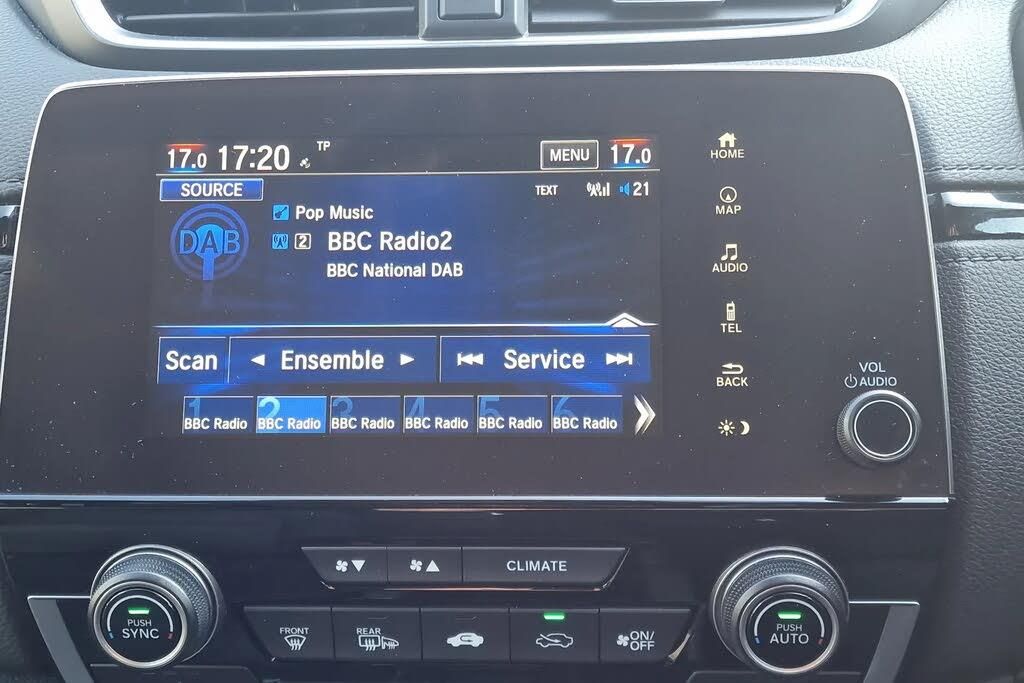 17.0 17:20 TP MENU 17.0
SOURCE TEXT 21
DAB
Pop Music
2 BBC Radio2
BBC National DAB
Scan Ensemble Service
1 2 3 4 5 6
BBC Radio BBC Radio BBC Radio BBC Radio BBC Radio BBC Radio
HOME
MAP
AUDIO
TEL
BACK
VOL
AUDIO
CLIMATE
PUSH
SYNC
FRONT
REAR
ON/
OFF
PUSH
AUTO